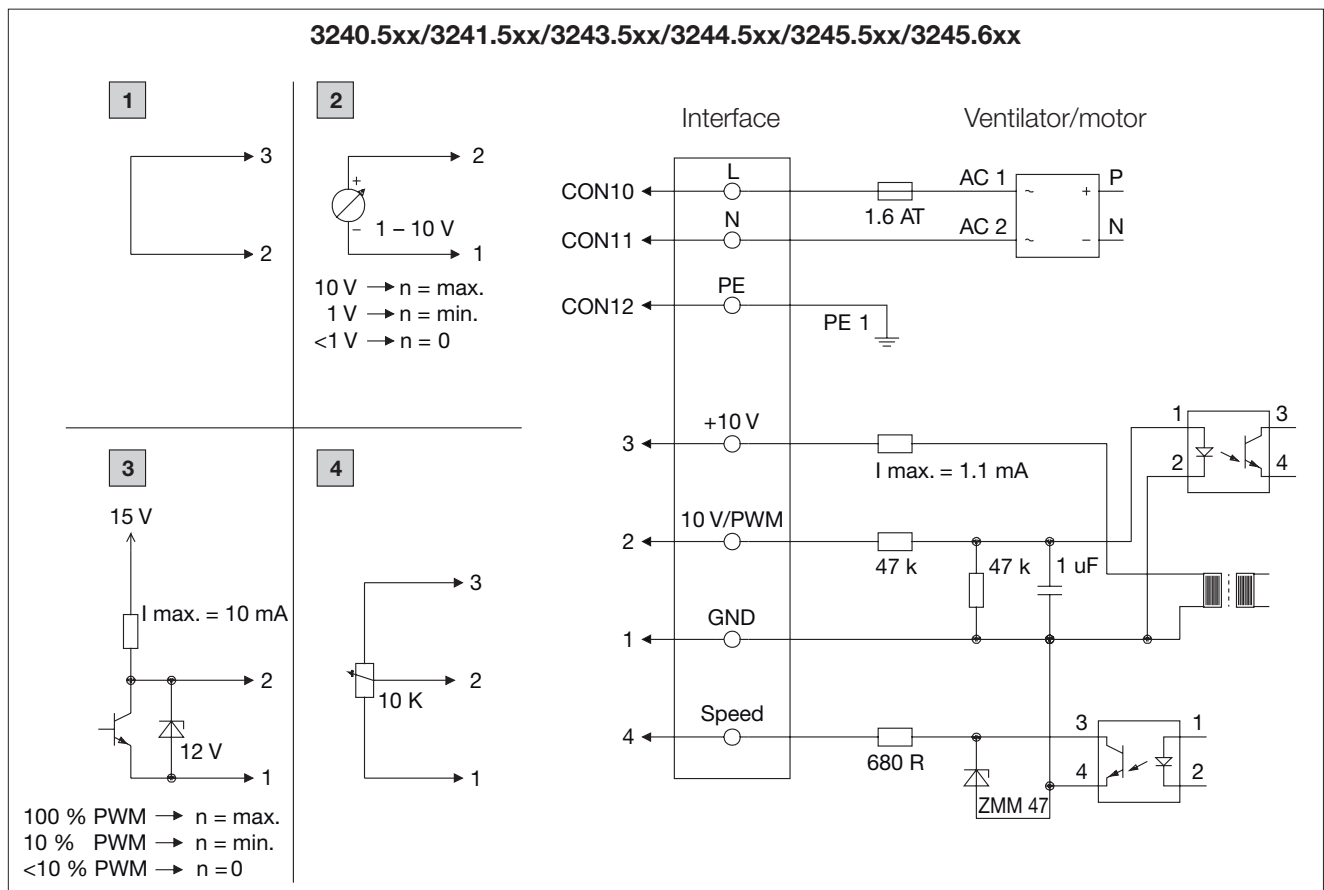 3240.5xx/3241.5xx/3243.5xx/3244.5xx/3245.5xx/3245.6xx
1
3
2
2
2
+
–
1 – 10 V
1
10 V → n = max.
1 V → n = min.
<1 V → n = 0
3
15 V
I max. = 10 mA
2
12 V
1
100 % PWM → n = max.
10 % PWM → n = min.
<10 % PWM → n = 0
4
3
2
10 K
1
Interface
Ventilator/motor
CON10
L
1.6 AT
AC 1
~
+
P
CON11
N
AC 2
~
–
N
CON12
PE
PE 1
3
+10 V
I max. = 1.1 mA
1
3
2
4
2
10 V/PWM
47 k
47 k
1 uF
1
GND
4
Speed
680 R
ZMM 47
3
1
4
2